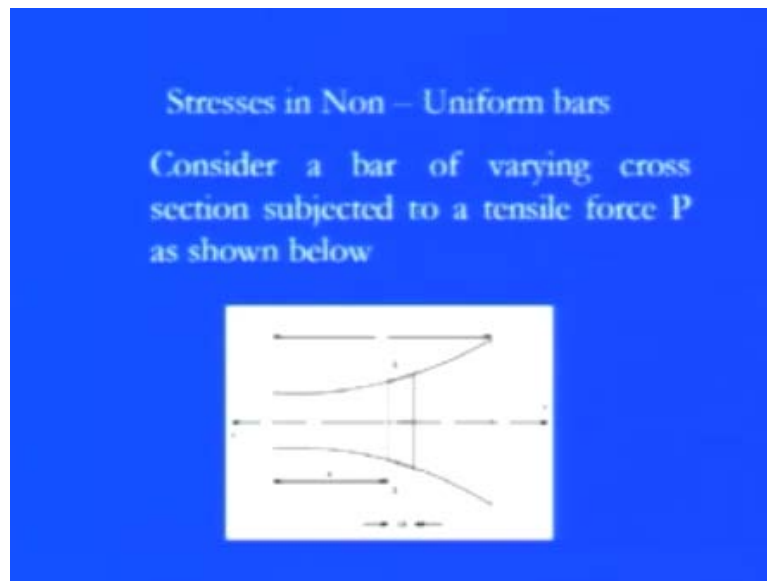 Stresses in Non – Uniform bars
Consider a bar of varying cross
section subjected to a tensile force P
as shown below